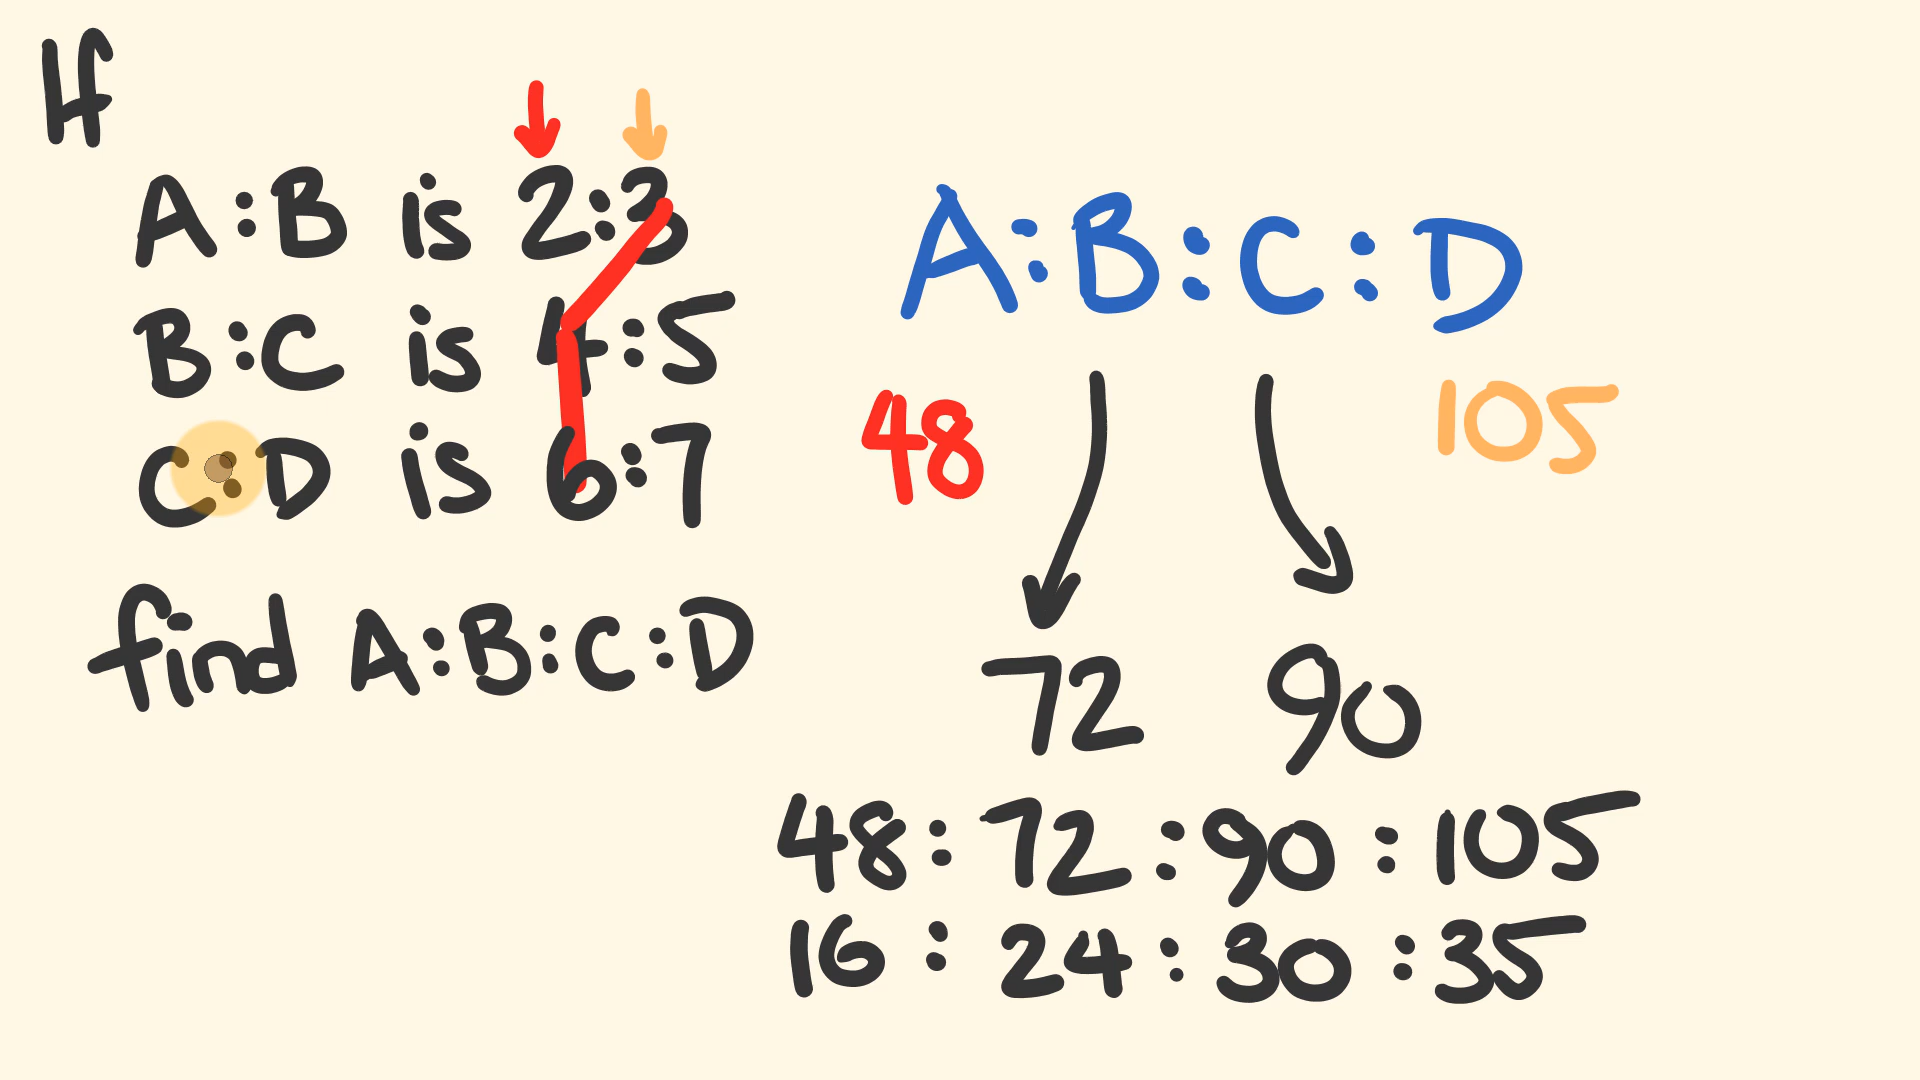 If
A:B is 2:3
B:C is 4:5
C:D is 6:7
find A:B:C:D
A:B:C:D
48
105
72 90
48:72:90:105
16:24:30:35